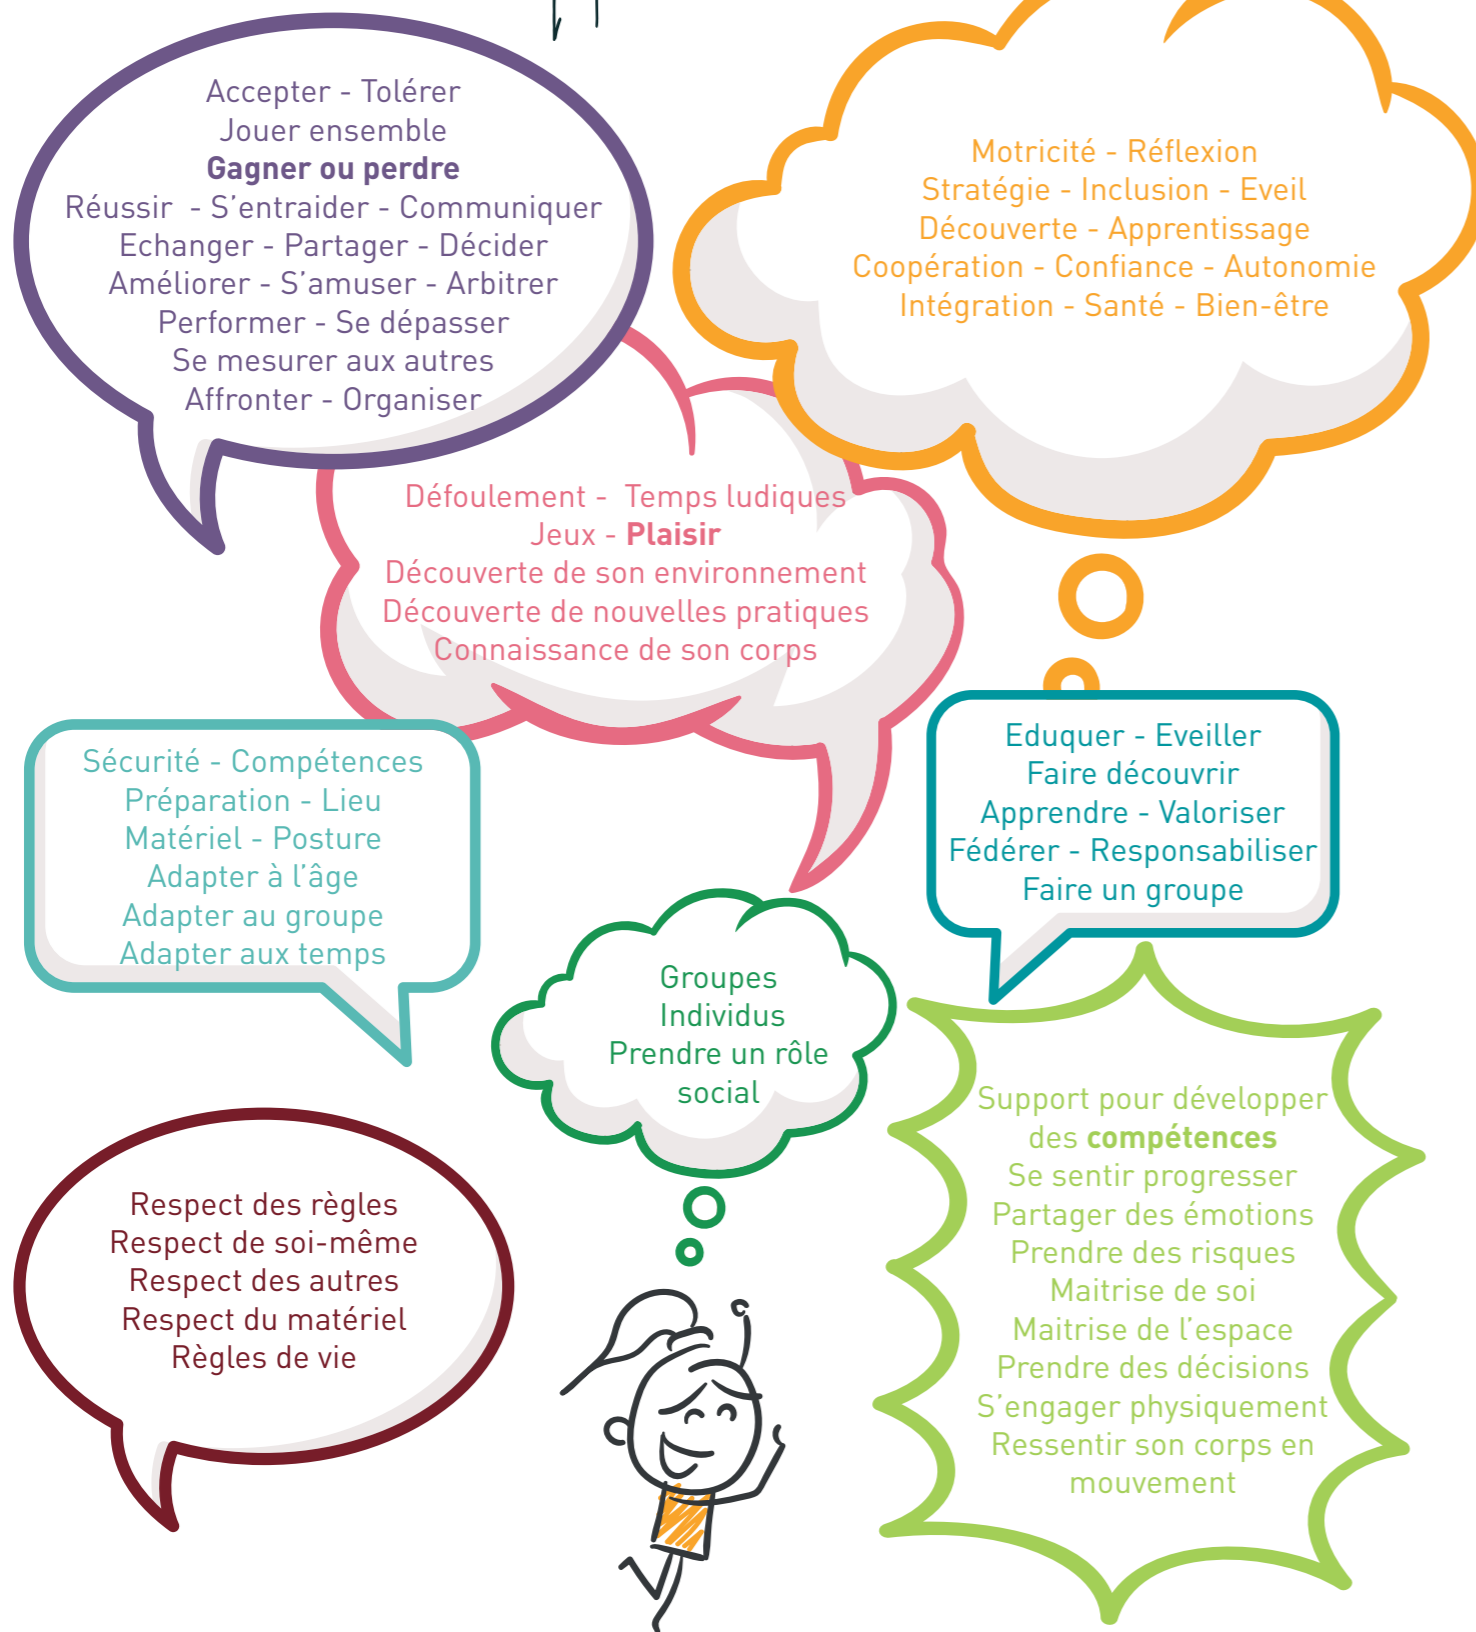 Accepter - Tolérer
Jouer ensemble
Gagner ou perdre
Réussir - S'entraider - Communiquer
Echanger - Partager - Décider
Améliorer - S'amuser - Arbitrer
Performer - Se dépasser
Se mesurer aux autres
Affronter - Organiser
Motricité - Réflexion
Stratégie - Inclusion - Eveil
Découverte - Apprentissage
Coopération - Confiance - Autonomie
Intégration - Santé - Bien-être
Défoulement - Temps ludiques
Jeux - Plaisir
Découverte de son environnement
Découverte de nouvelles pratiques
Connaissance de son corps
Sécurité - Compétences
Préparation - Lieu
Matériel - Posture
Adapter à l'âge
Adapter au groupe
Adapter aux temps
Eduquer - Eveiller
Faire découvrir
Apprendre - Valoriser
Fédérer - Responsabiliser
Faire un groupe
Groupes
Individus
Prendre un rôle
social
Respect des règles
Respect de soi-même
Respect des autres
Respect du matériel
Règles de vie
Support pour développer
des compétences
Se sentir progresser
Partager des émotions
Prendre des risques
Maitrise de soi
Maitrise de l'espace
Prendre des décisions
S'engager physiquement
Ressentir son corps en
mouvement